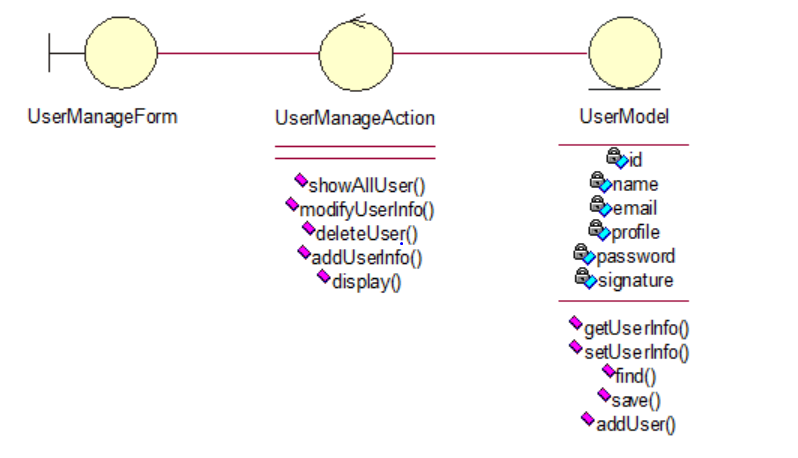 UserManageForm
UserManageAction
showAllUser()
modifyUserInfo()
deleteUser()
addUserInfo()
display()
UserModel
id
name
email
profile
password
signature
getUserInfo()
setUserInfo()
find()
save()
addUser()